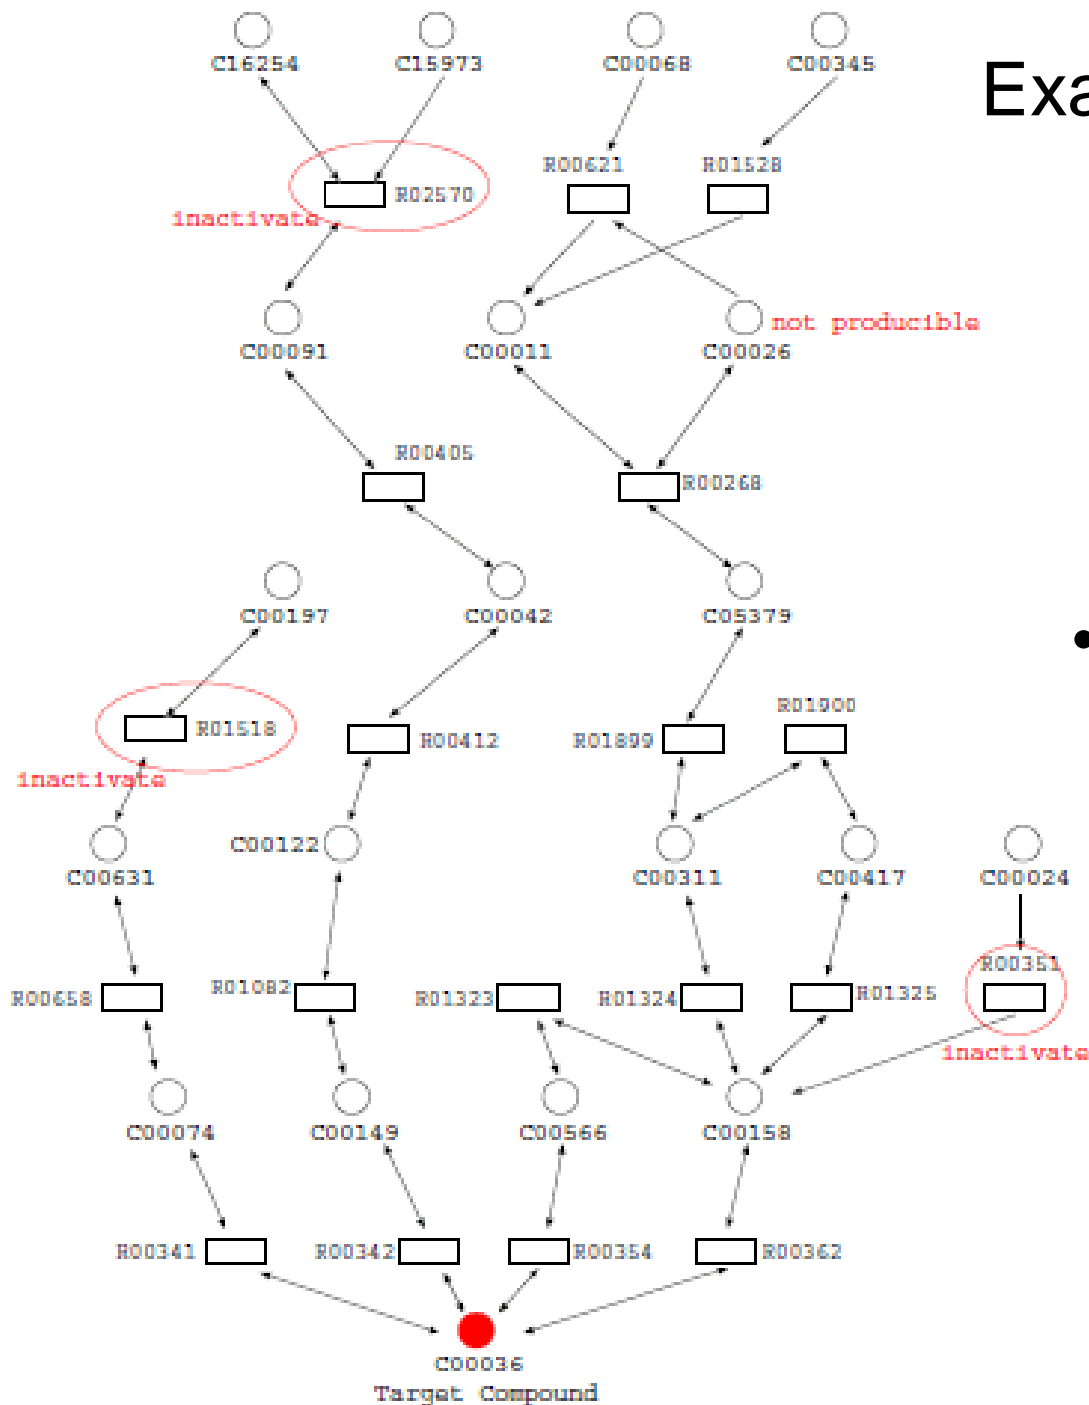 C16254 C15973 C00068 C00345
Exa
R00621 R01528
R02570
inactivate
not producible
C00091 C00011 C00026
R00405
R00268
C00197 C00042 C05379
•
R01900
R01518 R00412 R01899
inactivate
C00122
C00631 C00311 C00417 C00024
R00351
R00658 R01082 R01323 R01324 R01325
inactivate
C00074 C00149 C00566 C00158
R00341 R00342 R00354 R00362
C00036
Target Compound